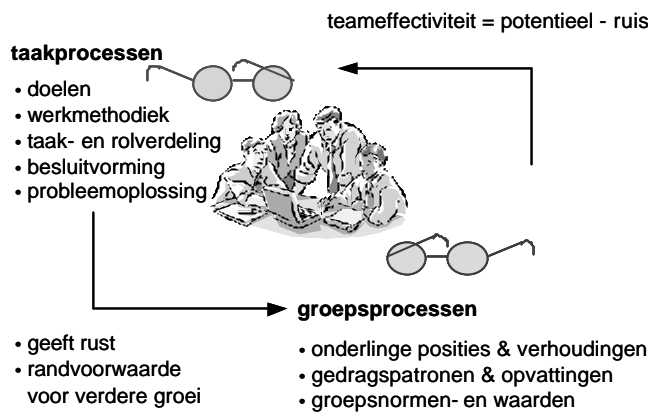 teameffectiviteit = potentieel - ruis
taakprocessen
• doelen
• werkmethodiek
• taak- en rolverdeling
• besluitvorming
• probleemoplossing
groepsprocessen
• geeft rust
• randvoorwaarde
voor verdere groei
• onderlinge posities & verhoudingen
• gedragspatronen & opvattingen
• groepsnormen- en waarden